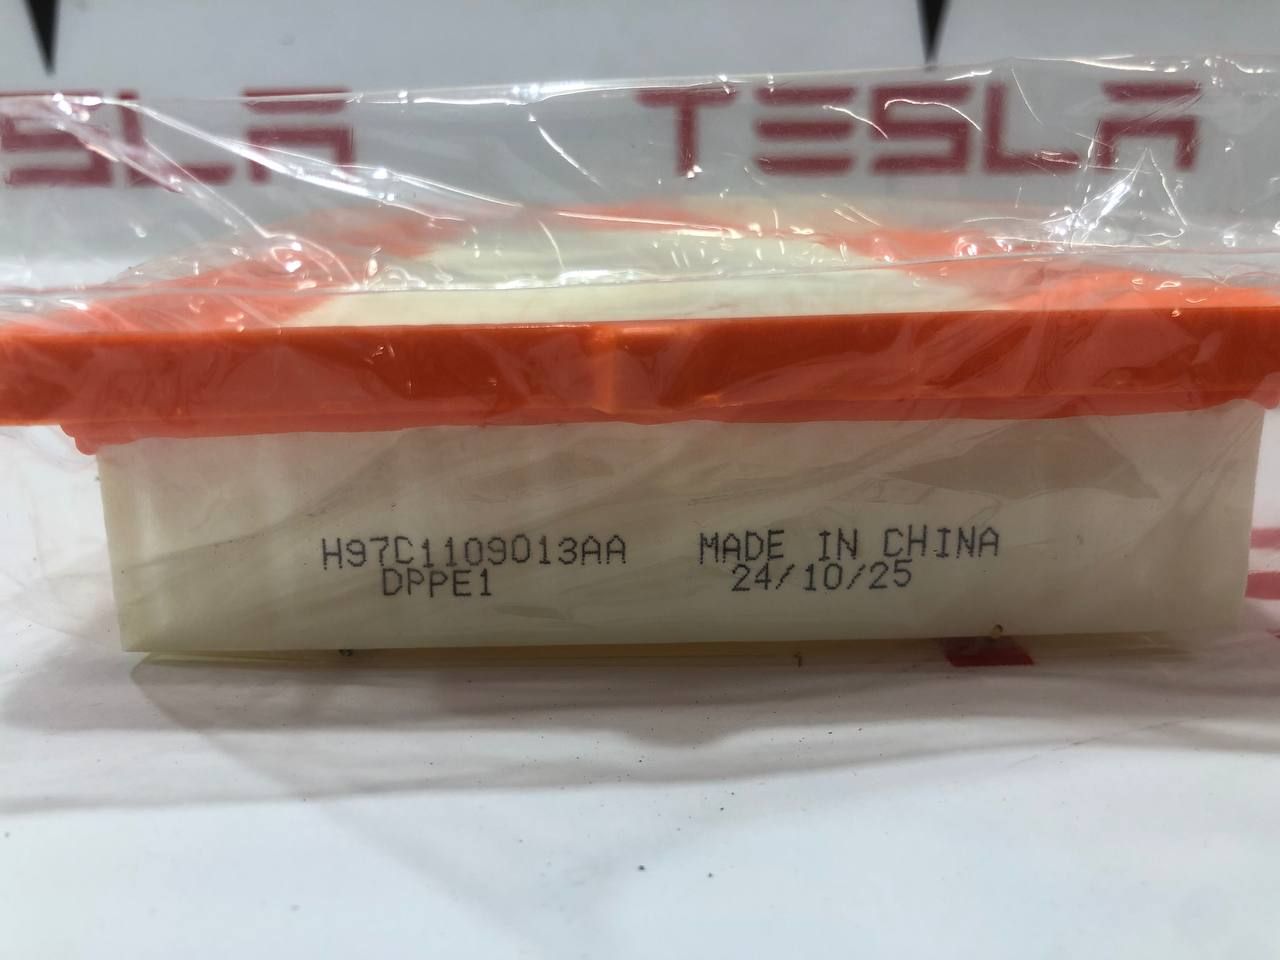 TESLA
H97C1109013AA MADE IN CHINA
DPPE1 24/10/25